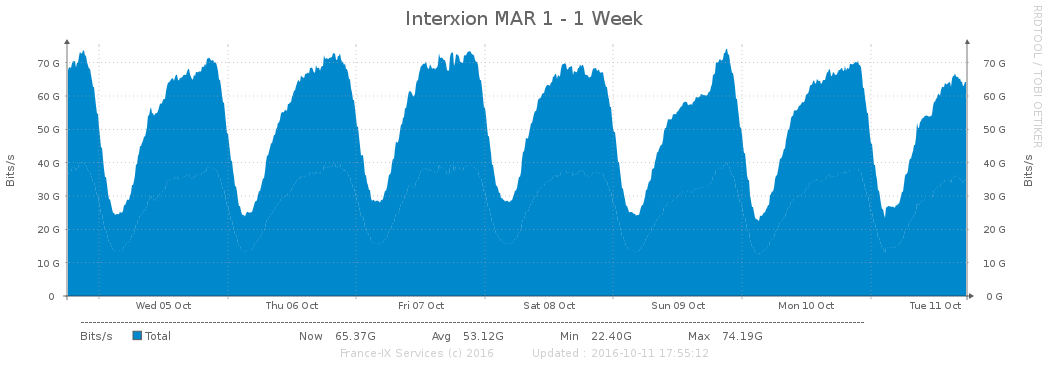 Interxion MAR 1 - 1 Week
RRDTOOL / TOBI OETIKER
Bits/s
70 G 70 G
60 G 60 G
50 G 50 G
40 G 40 G
30 G 30 G
20 G 20 G
10 G 10 G
0 0 G
Bits/s
Wed 05 Oct Thu 06 Oct Fri 07 Oct Sat 08 Oct Sun 09 Oct Mon 10 Oct Tue 11 Oct
Bits/s Total Now 65.37G Avg 53.12G Min 22.40G Max 74.19G
France-IX Services (c) 2016 Updated : 2016-10-11 17:55:12